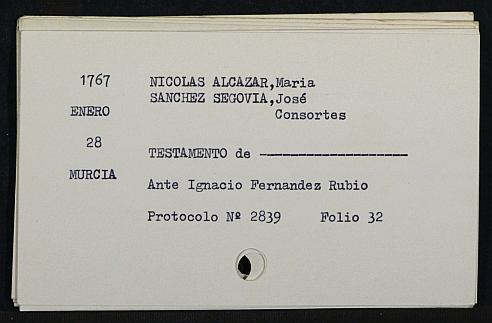 1767 NICOLAS ALCAZAR,Maria
SANCHEZ SEGOVIA,José
ENERO Consortes
28
TESTAMENTO de -------------------
MURCIA
Ante Ignacio Fernandez Rubio
Protocolo Nº 2839 Folio 32